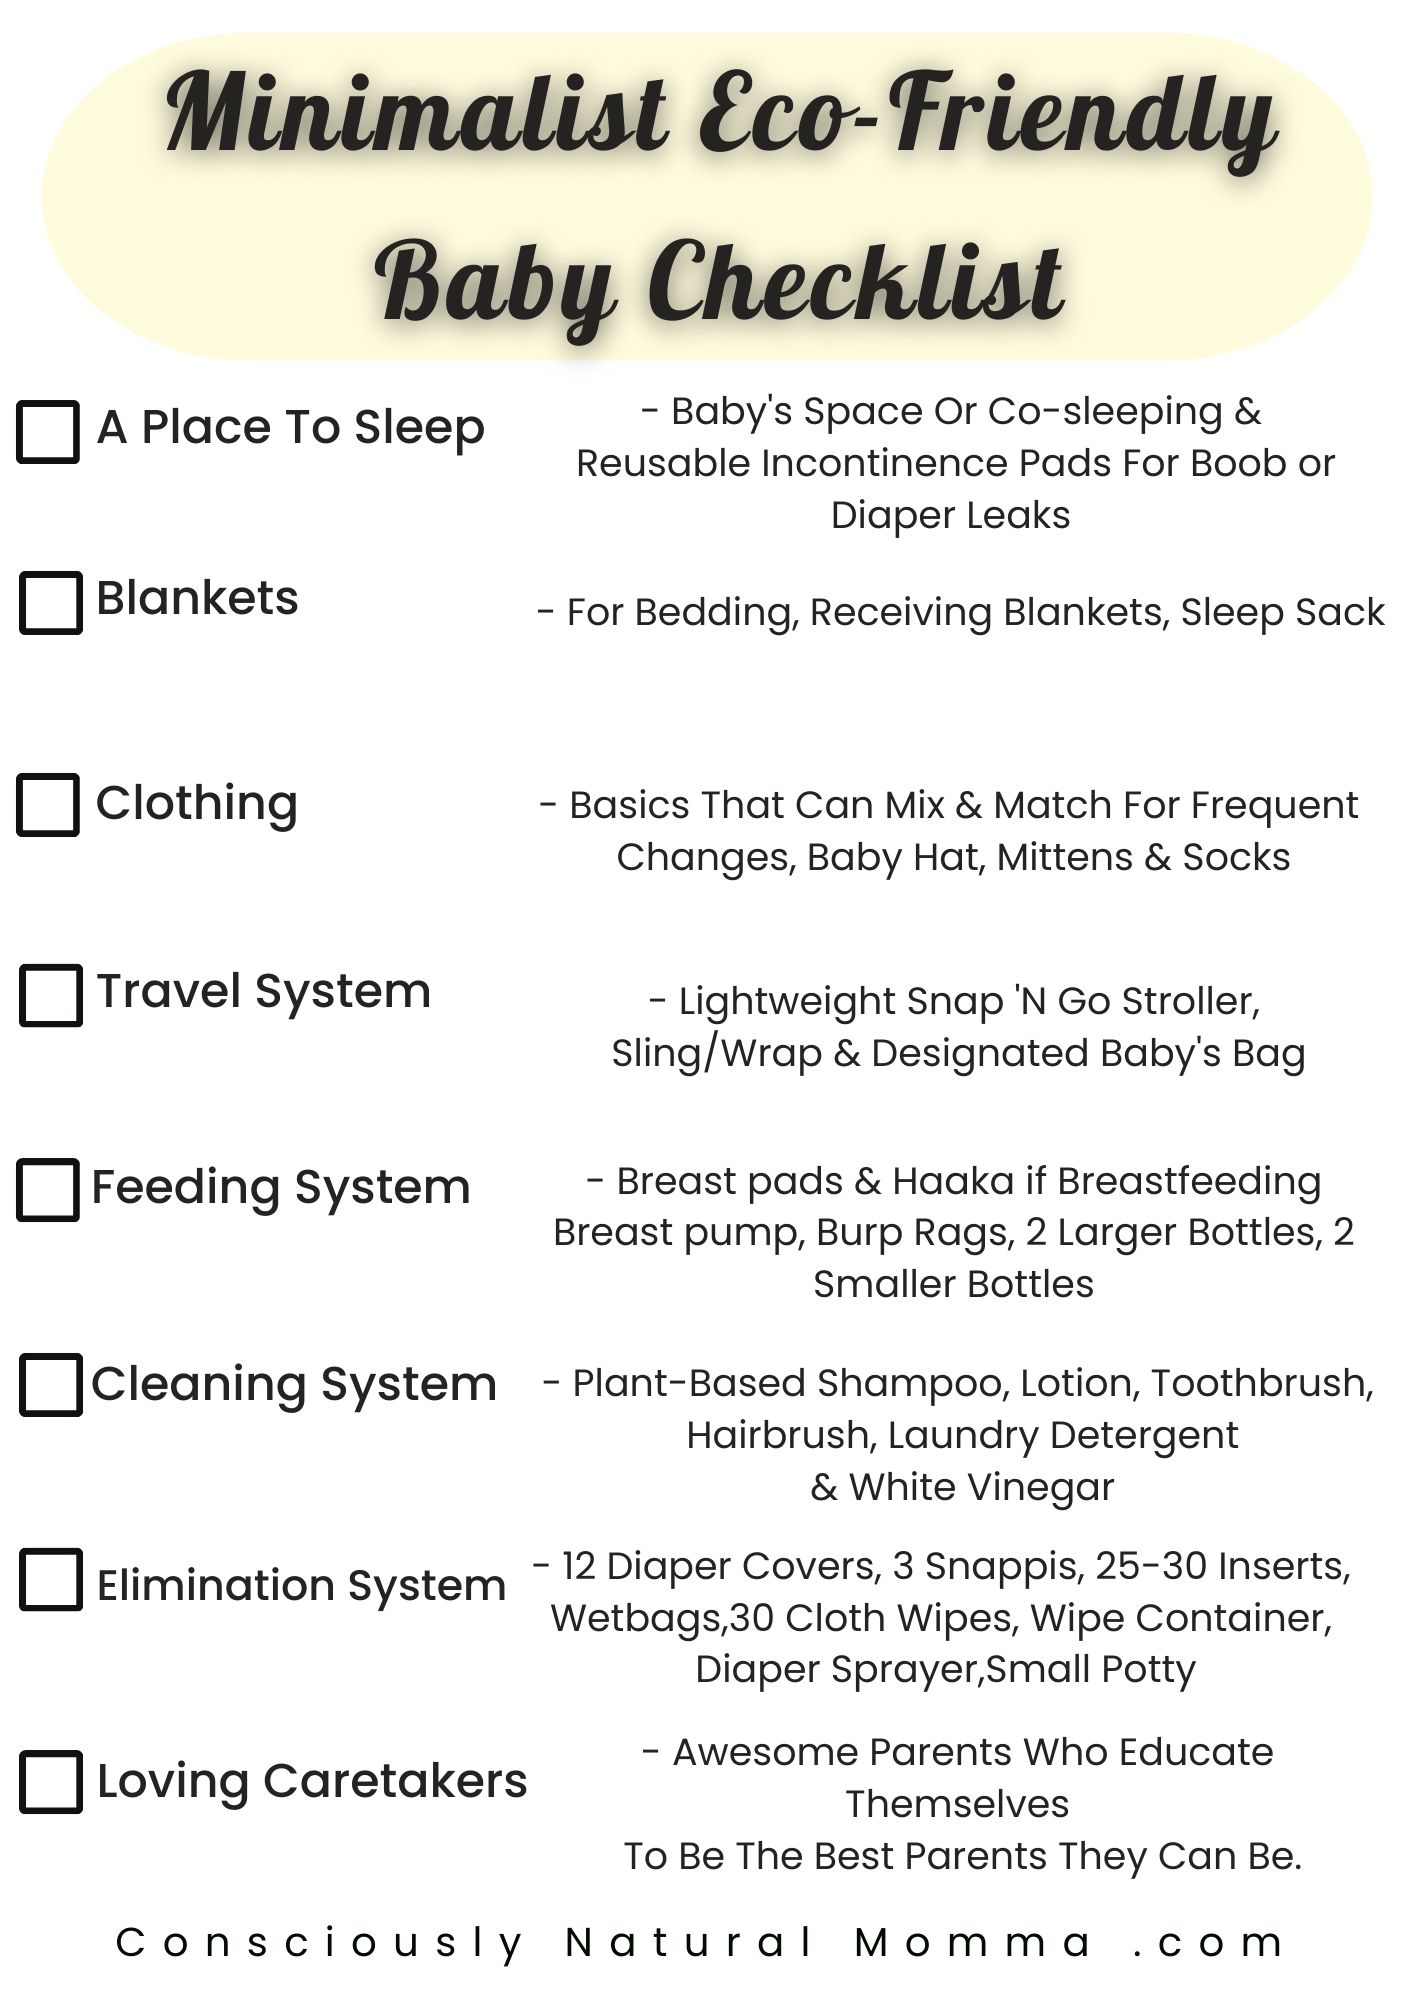 Minimalist Eco-Friendly
Baby Checklist
A Place To Sleep
- Baby's Space Or Co-sleeping &
Reusable Incontinence Pads For Boob or
Diaper Leaks
Blankets
- For Bedding, Receiving Blankets, Sleep Sack
Clothing
- Basics That Can Mix & Match For Frequent
Changes, Baby Hat, Mittens & Socks
Travel System
- Lightweight Snap 'N Go Stroller,
Sling/Wrap & Designated Baby's Bag
Feeding System
- Breast pads & Haaka if Breastfeeding
Breast pump, Burp Rags, 2 Larger Bottles, 2
Smaller Bottles
Cleaning System
- Plant-Based Shampoo, Lotion, Toothbrush,
Hairbrush, Laundry Detergent
& White Vinegar
Elimination System
- 12 Diaper Covers, 3 Snappis, 25-30 Inserts,
Wetbags,30 Cloth Wipes, Wipe Container,
Diaper Sprayer,Small Potty
Loving Caretakers
- Awesome Parents Who Educate
Themselves
To Be The Best Parents They Can Be.
Consciously Natural Momma .com